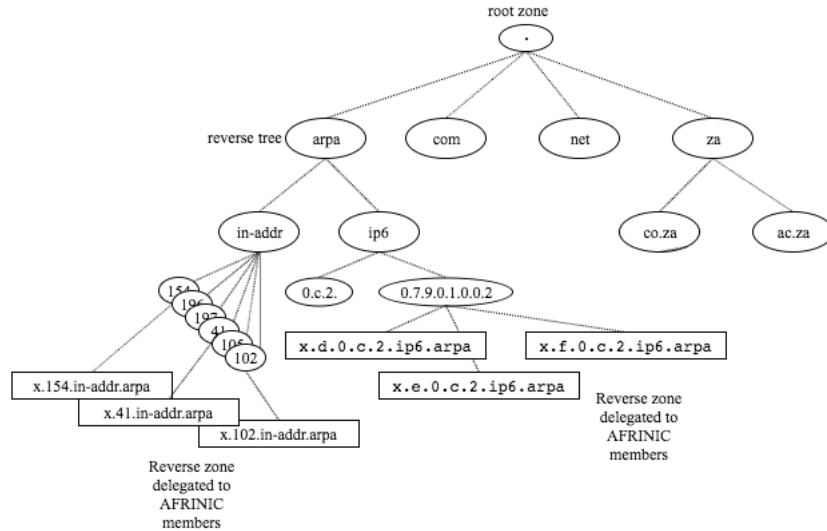 root zone
.
reverse tree
arpa
com
net
za
in-addr
ip6
co.za
ac.za
154
196
197
41
105
102
0.c.2.
0.7.9.0.1.0.0.2
x.d.0.c.2.ip6.arpa
x.f.0.c.2.ip6.arpa
x.e.0.c.2.ip6.arpa
x.154.in-addr.arpa
x.41.in-addr.arpa
x.102.in-addr.arpa
Reverse zone
delegated to
AFRINIC
members
Reverse zone
delegated to
AFRINIC
members